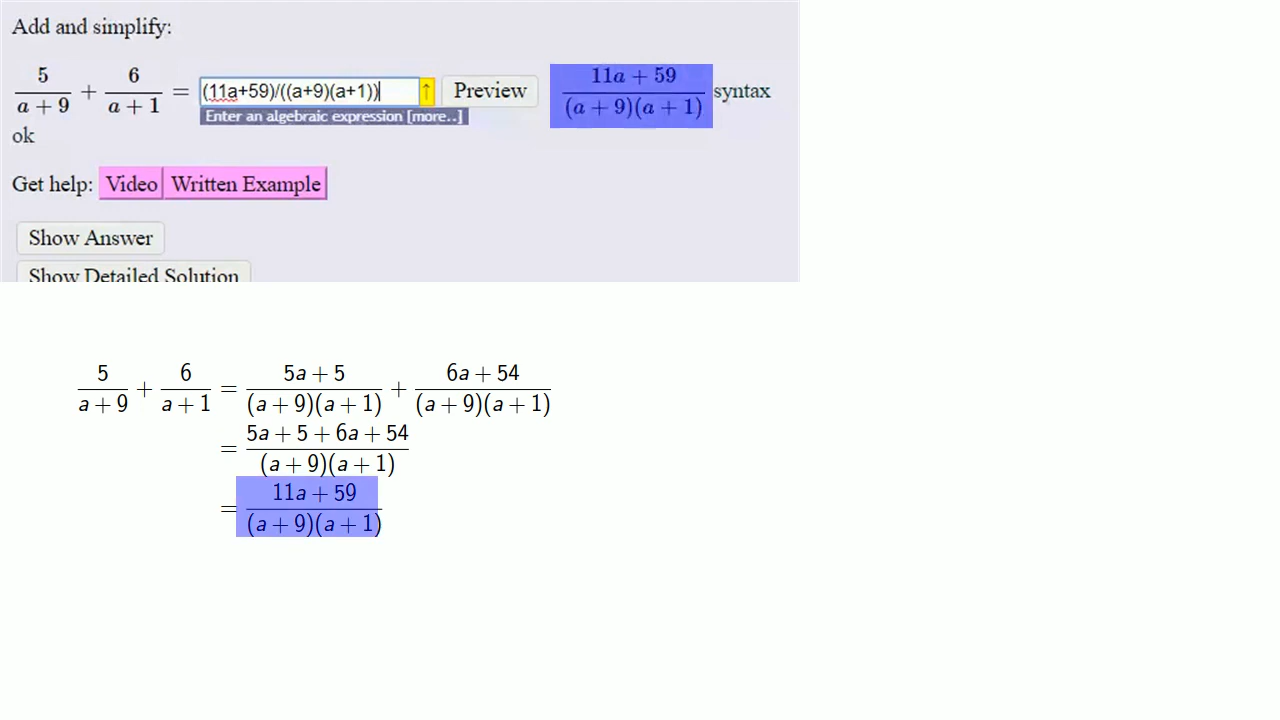 Add and simplify:
5/(a + 9) + 6/(a + 1) = (11a+59)/((a+9)(a+1)) ↑ Preview (11a + 59)/((a + 9)(a + 1)) syntax
Enter an algebraic expression [more..]
ok
Get help: Video Written Example
Show Answer
Show Detailed Solution
5/(a + 9) + 6/(a + 1) = (5a + 5)/((a + 9)(a + 1)) + (6a + 54)/((a + 9)(a + 1))
= (5a + 5 + 6a + 54)/((a + 9)(a + 1))
= (11a + 59)/((a + 9)(a + 1))